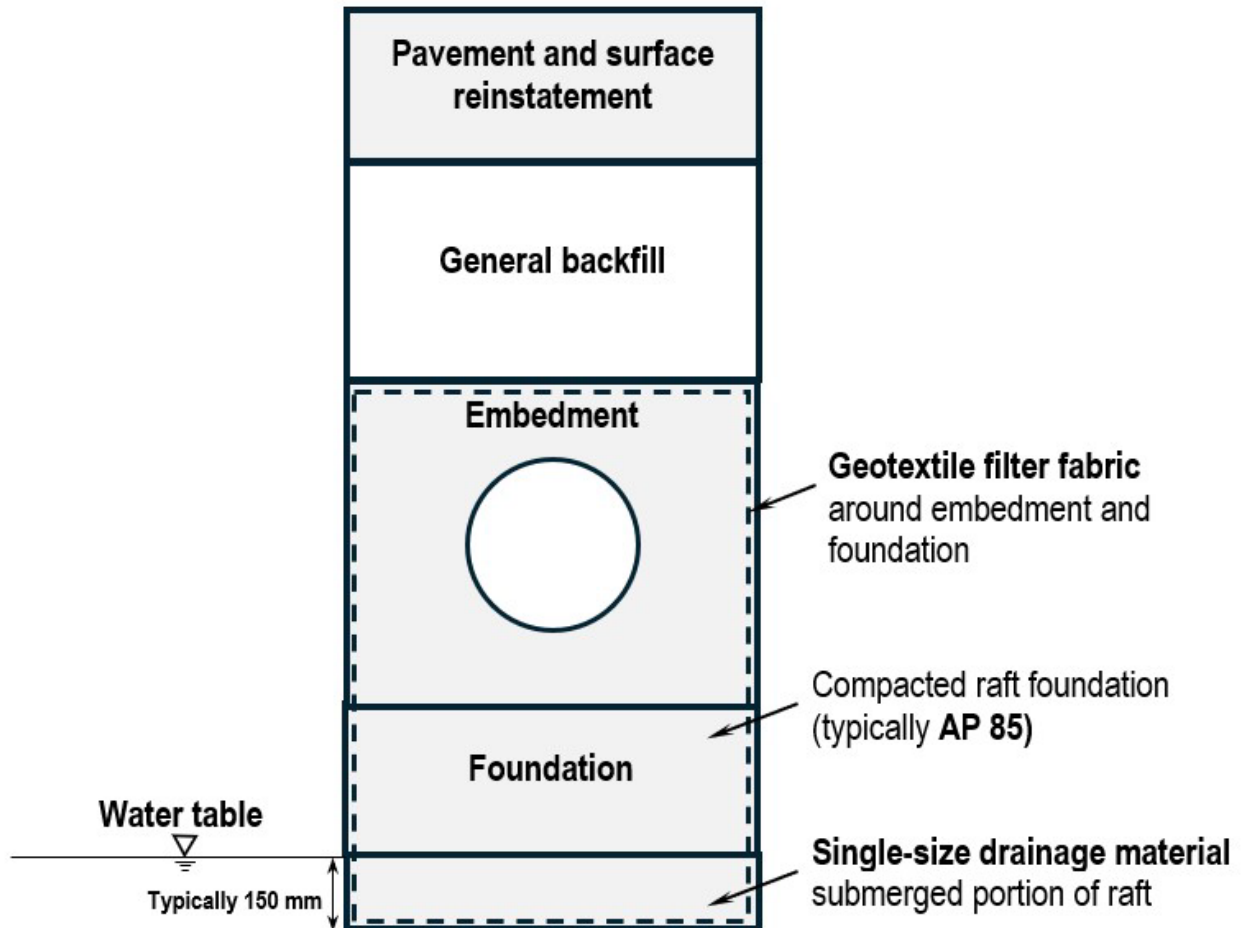 Pavement and surface
reinstatement
General backfill
Embedment
Geotextile filter fabric
around embedment and
foundation
Compacted raft foundation
(typically AP 85)
Foundation
Water table
Typically 150 mm
Single-size drainage material
submerged portion of raft